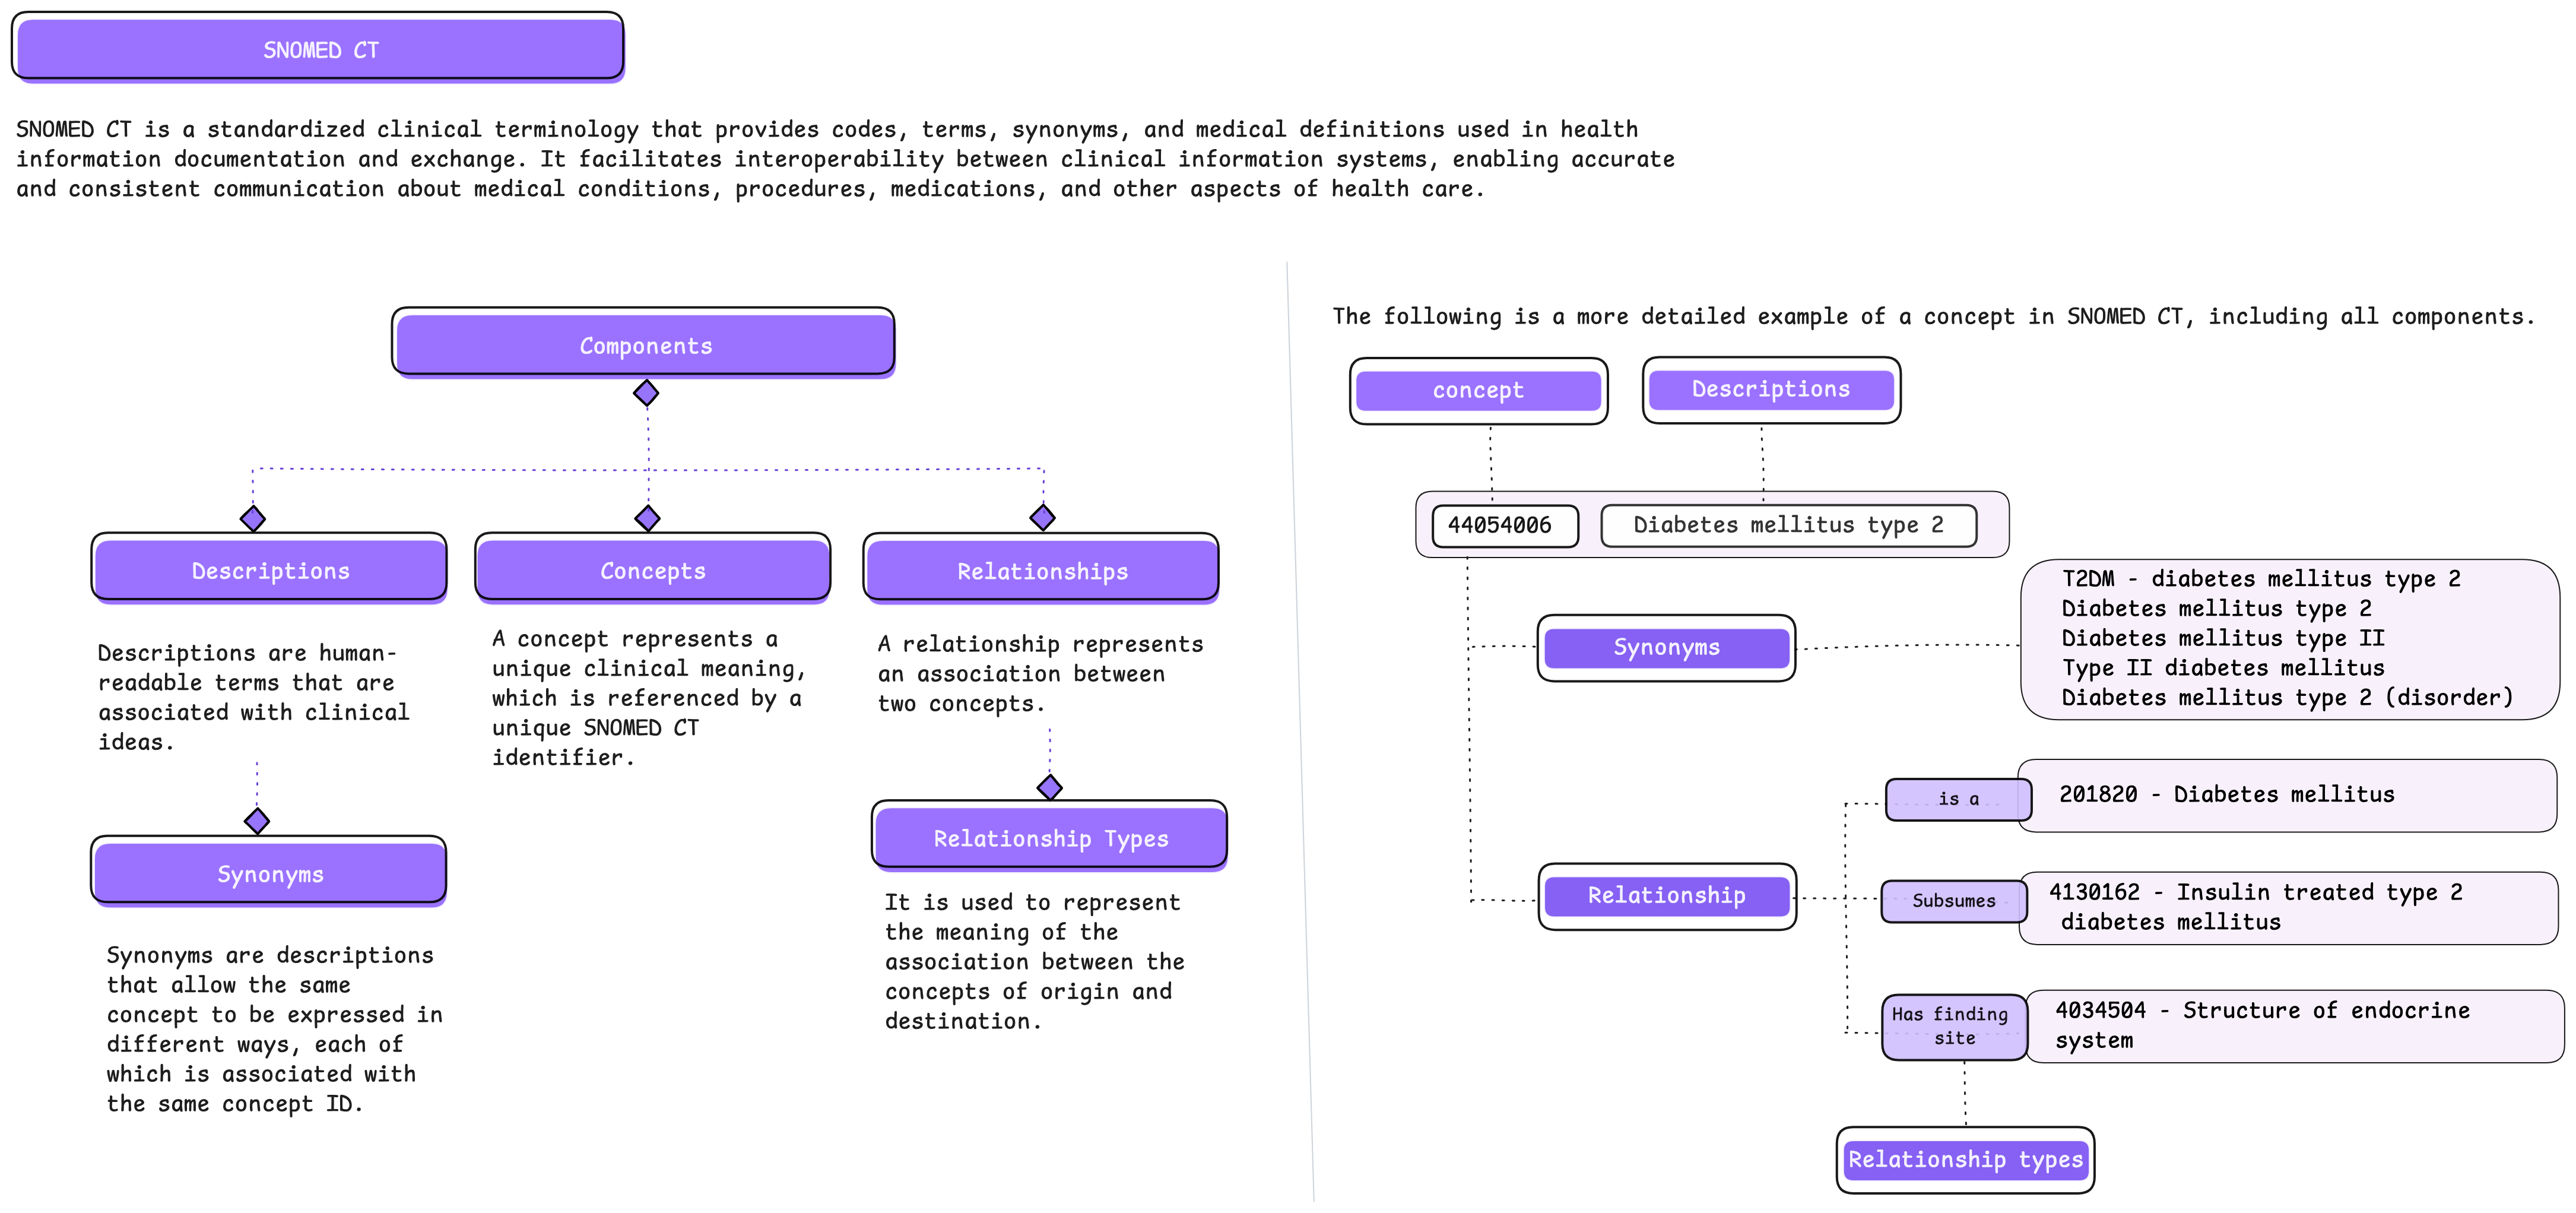 SNOMED CT
SNOMED CT is a standardized clinical terminology that provides codes, terms, synonyms, and medical definitions used in health
information documentation and exchange. It facilitates interoperability between clinical information systems, enabling accurate
and consistent communication about medical conditions, procedures, medications, and other aspects of health care.
Components
Descriptions
Descriptions are human-
readable terms that are
associated with clinical
ideas.
Synonyms
Synonyms are descriptions
that allow the same
concept to be expressed in
different ways, each of
which is associated with
the same concept ID.
Concepts
A concept represents a
unique clinical meaning,
which is referenced by a
unique SNOMED CT
identifier.
Relationships
A relationship represents
an association between
two concepts.
Relationship Types
It is used to represent
the meaning of the
association between the
concepts of origin and
destination.
The following is a more detailed example of a concept in SNOMED CT, including all components.
concept
Descriptions
44054006
Diabetes mellitus type 2
Synonyms
T2DM - diabetes mellitus type 2
Diabetes mellitus type 2
Diabetes mellitus type II
Type II diabetes mellitus
Diabetes mellitus type 2 (disorder)
Relationship
is a
201820 - Diabetes mellitus
Subsumes
4130162 - Insulin treated type 2
diabetes mellitus
Has finding
site
4034504 - Structure of endocrine
system
Relationship types